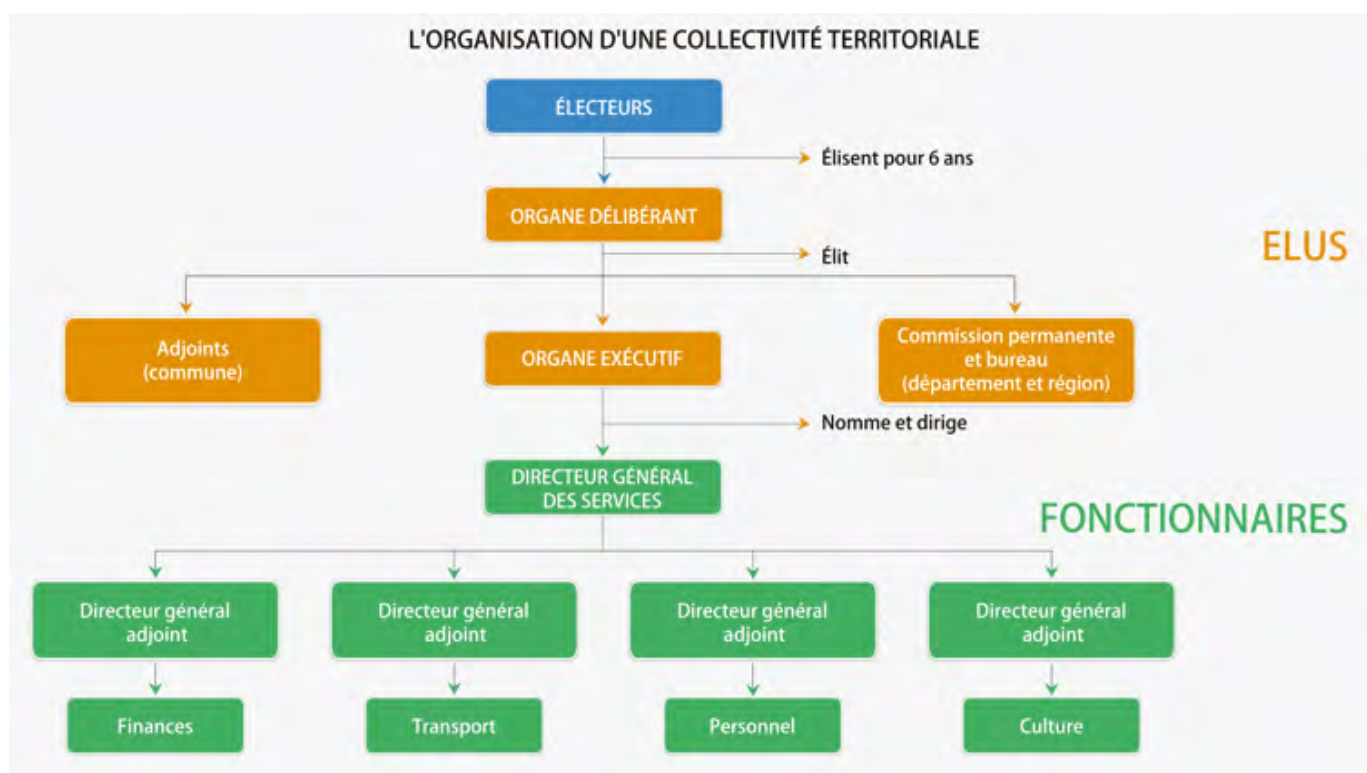 L'ORGANISATION D'UNE COLLECTIVITÉ TERRITORIALE
ÉLECTEURS
Élisent pour 6 ans
ORGANE DÉLIBÉRANT
ELUS
Élit
Adjoints
(commune)
ORGANE EXÉCUTIF
Commission permanente
et bureau
(département et région)
Nomme et dirige
DIRECTEUR GÉNÉRAL
DES SERVICES
FONCTIONNAIRES
Directeur général
adjoint
Directeur général
adjoint
Directeur général
adjoint
Directeur général
adjoint
Finances
Transport
Personnel
Culture